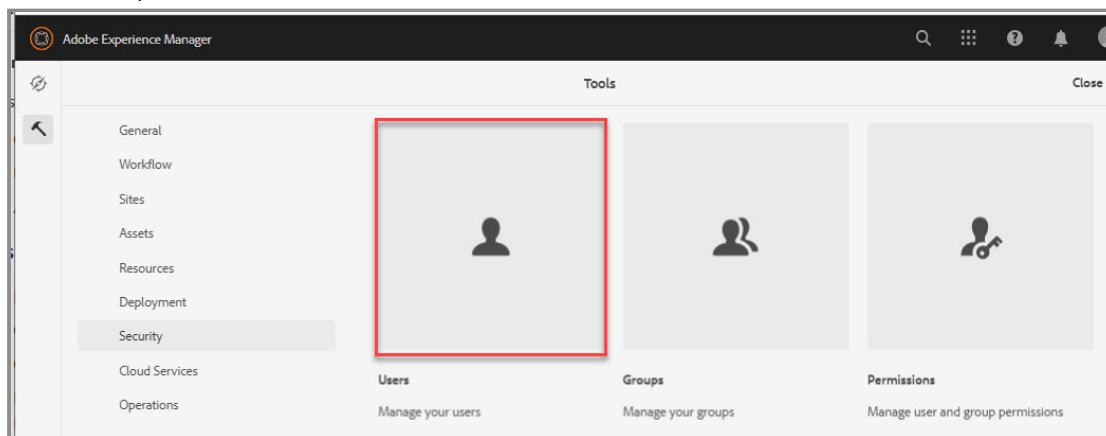 Adobe Experience Manager
Tools
Close
General
Workflow
Sites
Assets
Resources
Deployment
Security
Cloud Services
Operations
Users
Groups
Permissions
Manage your users
Manage your groups
Manage user and group permissions